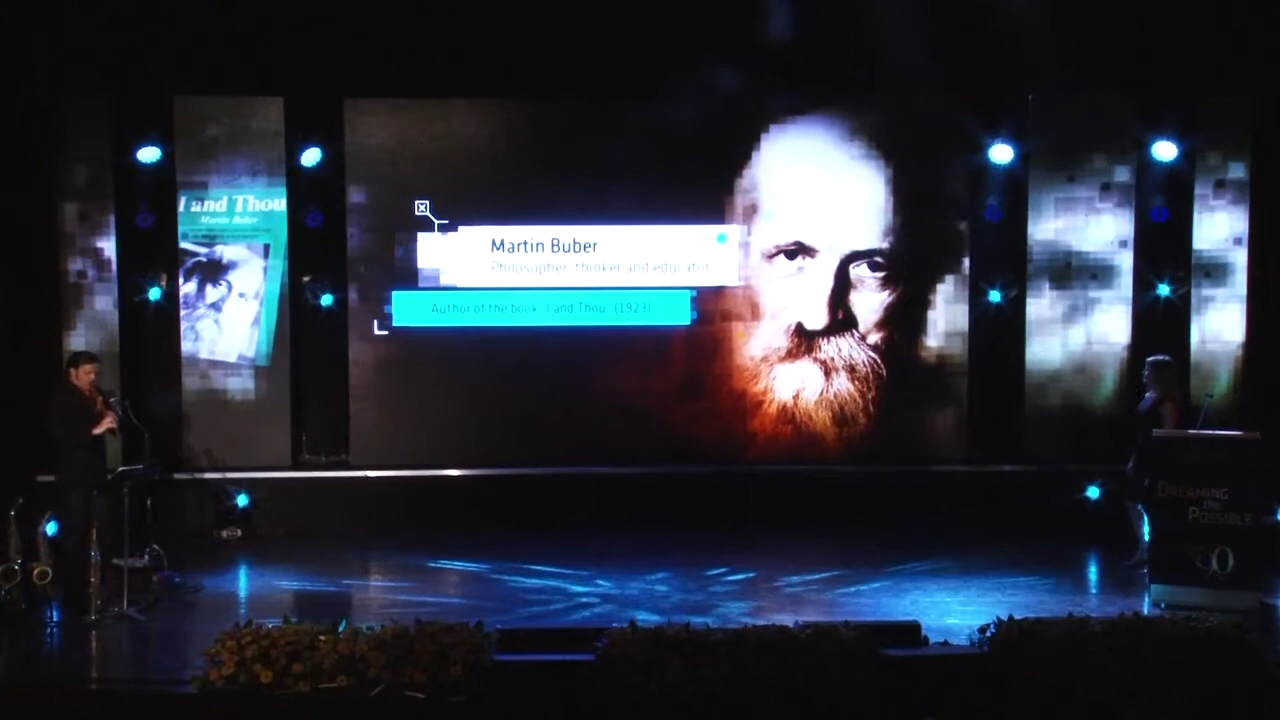 I and Thou
Martin Buber
Martin Buber
Philosopher, thinker and educator
Author of the book 'I and Thou' (1923)
DREAMING
the
POSSIBLE
90